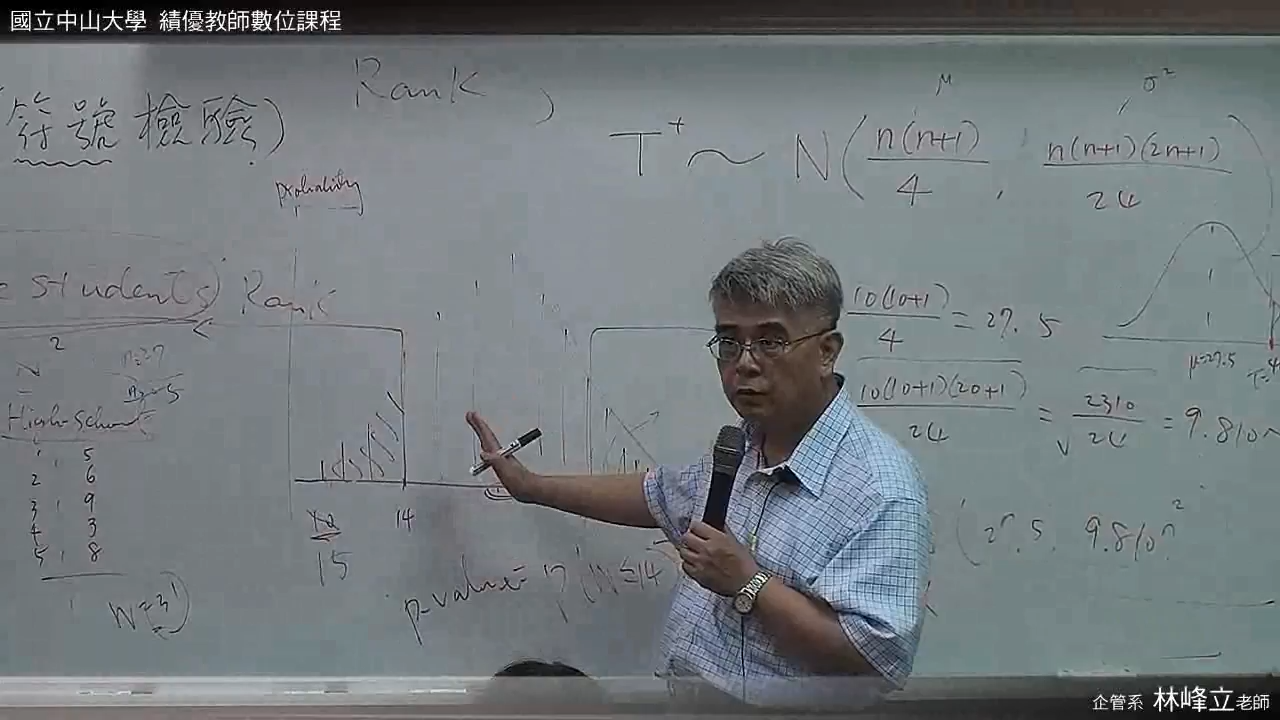 國立中山大學 績優教師數位課程
符號檢驗)
Rank
)
μ
σ²
T⁺ ~ N( n(n+1)/4 , n(n+1)(2n+1)/24 )
students) Rank
10(10+1)/4 = 27.5
μ=27.5
N
High-school
1 5
2 6
3 9
4 3
5 8
10(10+1)(20+1)/24 = √2310/24 = 9.810
14
15
(27.5, 9.810²
p-value= P(W≤14
企管系 林峰立老師